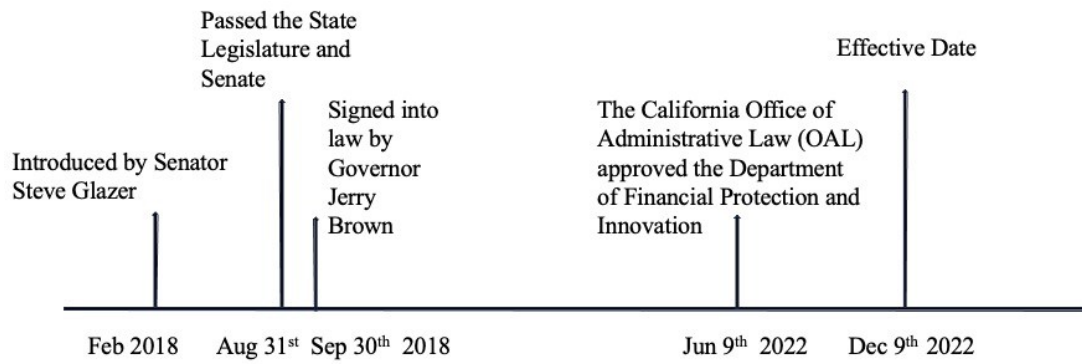 Passed the State
Legislature and
Senate
Effective Date
Signed into
law by
Governor
Jerry
Brown
The California Office of
Administrative Law (OAL)
approved the Department
of Financial Protection and
Innovation
Introduced by Senator
Steve Glazer
Feb 2018 Aug 31st Sep 30th 2018 Jun 9th 2022 Dec 9th 2022